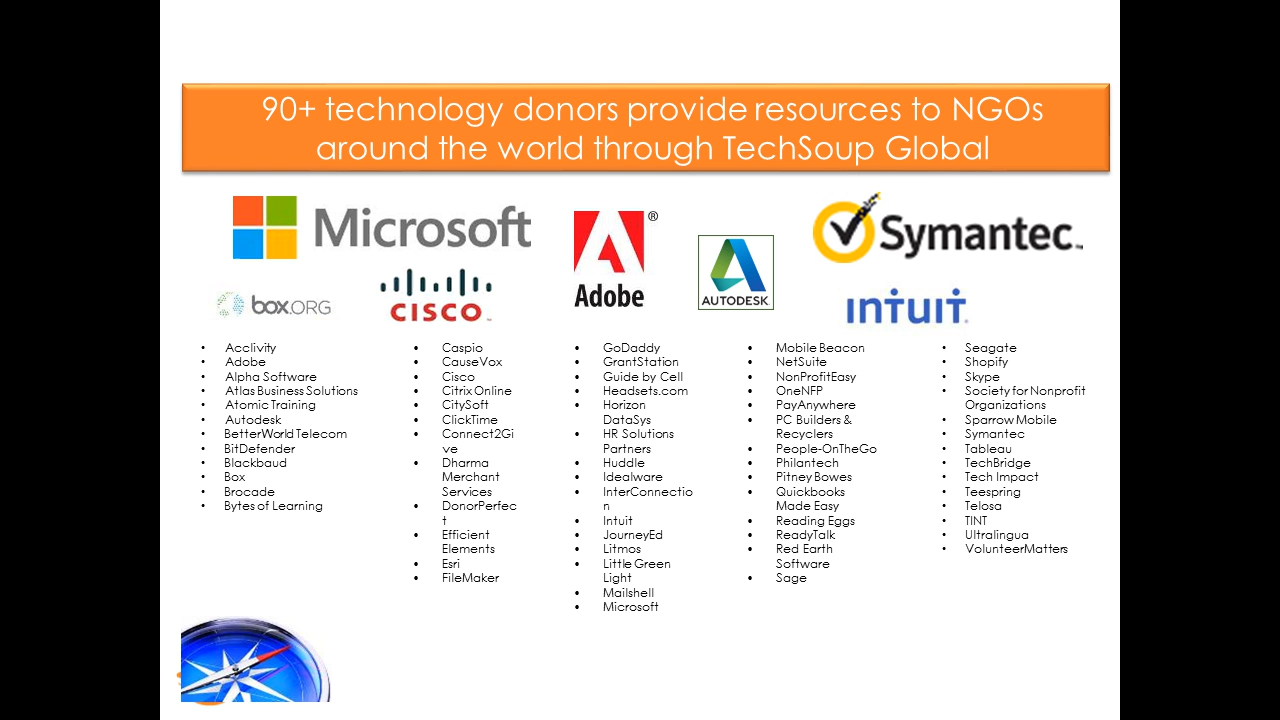 90+ technology donors provide resources to NGOs
around the world through TechSoup Global
Microsoft
Adobe
®
AUTODESK
Symantec.
box.ORG
CISCO
intuit
• Acclivity
• Adobe
• Alpha Software
• Atlas Business Solutions
• Atomic Training
• Autodesk
• BetterWorld Telecom
• BitDefender
• Blackbaud
• Box
• Brocade
• Bytes of Learning
• Caspio
• CauseVox
• Cisco
• Citrix Online
• CitySoft
• ClickTime
• Connect2Gi
ve
• Dharma
Merchant
Services
• DonorPerfec
t
• Efficient
Elements
• Esri
• FileMaker
• GoDaddy
• GrantStation
• Guide by Cell
• Headsets.com
• Horizon
DataSys
• HR Solutions
Partners
• Huddle
• Idealware
• InterConnectio
n
• Intuit
• JourneyEd
• Litmos
• Little Green
Light
• Mailshell
• Microsoft
• Mobile Beacon
• NetSuite
• NonProfitEasy
• OneNFP
• PayAnywhere
• PC Builders &
Recyclers
• People-OnTheGo
• Philantech
• Pitney Bowes
• Quickbooks
Made Easy
• Reading Eggs
• ReadyTalk
• Red Earth
Software
• Sage
• Seagate
• Shopify
• Skype
• Society for Nonprofit
Organizations
• Sparrow Mobile
• Symantec
• Tableau
• TechBridge
• Tech Impact
• Teespring
• Telosa
• TINT
• Ultralingua
• VolunteerMatters